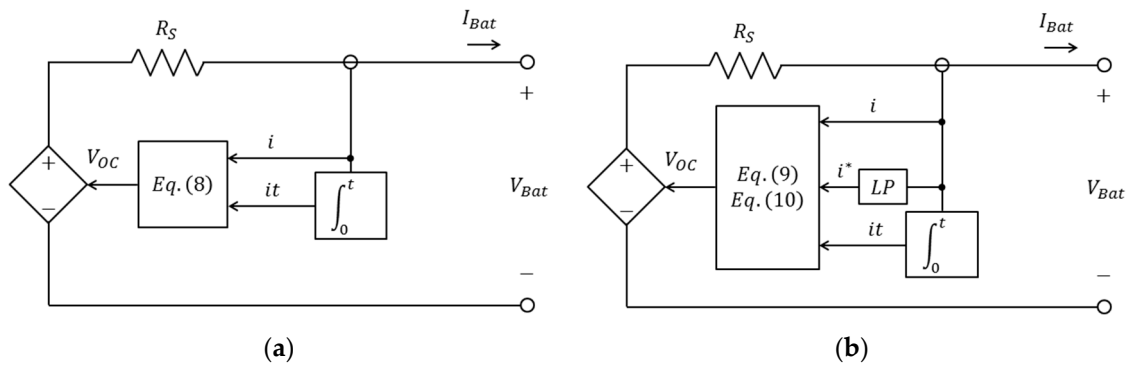 R_S
I_Bat
+
+
V_OC
i
Eq.(8)
−
it
∫_0^t
V_Bat
−
(a)
R_S
I_Bat
+
i
V_OC
+
Eq.(9)
i*
LP
Eq.(10)
−
it
∫_0^t
V_Bat
−
(b)